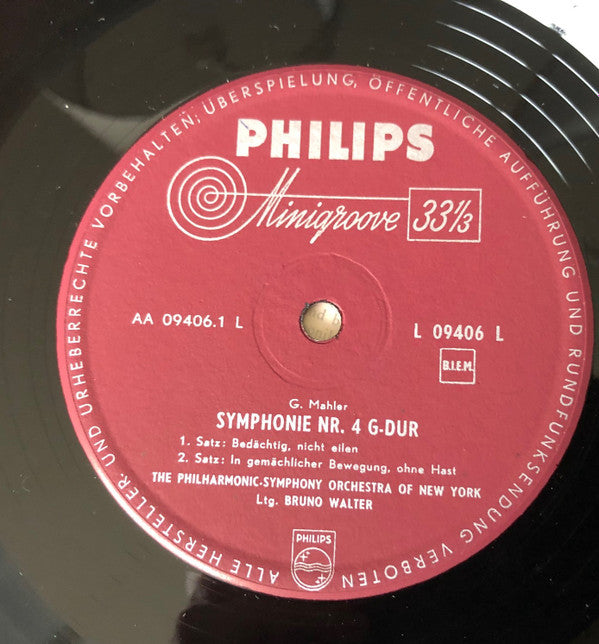 ALLE HERSTELLER- UND URHEBERRECHTE VORBEHALTEN; ÜBERSPIELUNG, ÖFFENTLICHE AUFFÜHRUNG UND RUNDFUNKSENDUNG VERBOTEN
PHILIPS
Minigroove 33⅓
AA 09406.1 L
L 09406 L
B.I.E.M.
G. Mahler
SYMPHONIE NR. 4 G-DUR
1. Satz: Bedächtig, nicht eilen
2. Satz: In gemächlicher Bewegung, ohne Hast
THE PHILHARMONIC-SYMPHONY ORCHESTRA OF NEW YORK
Ltg. BRUNO WALTER
PHILIPS